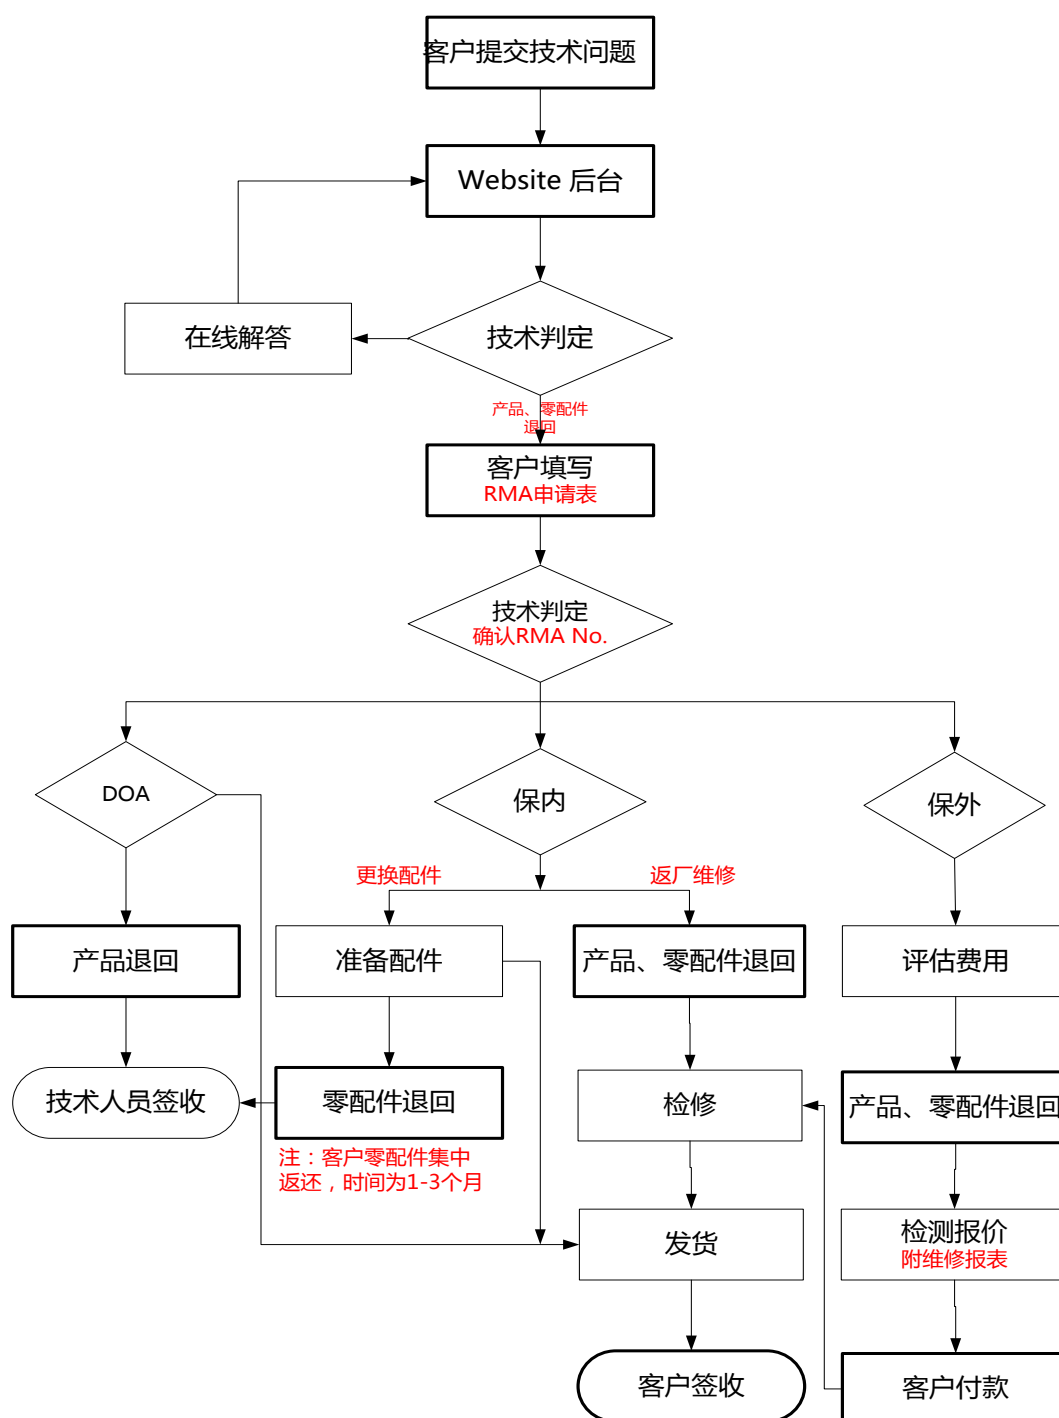 客户提交技术问题
Website 后台
在线解答
技术判定
产品、零配件
退回
客户填写
RMA申请表
技术判定
确认RMA No.
DOA
保内
保外
更换配件
返厂维修
产品退回
准备配件
产品、零配件退回
评估费用
技术人员签收
零配件退回
检修
产品、零配件退回
注：客户零配件集中
返还，时间为1-3个月
发货
检测报价
附维修报表
客户签收
客户付款